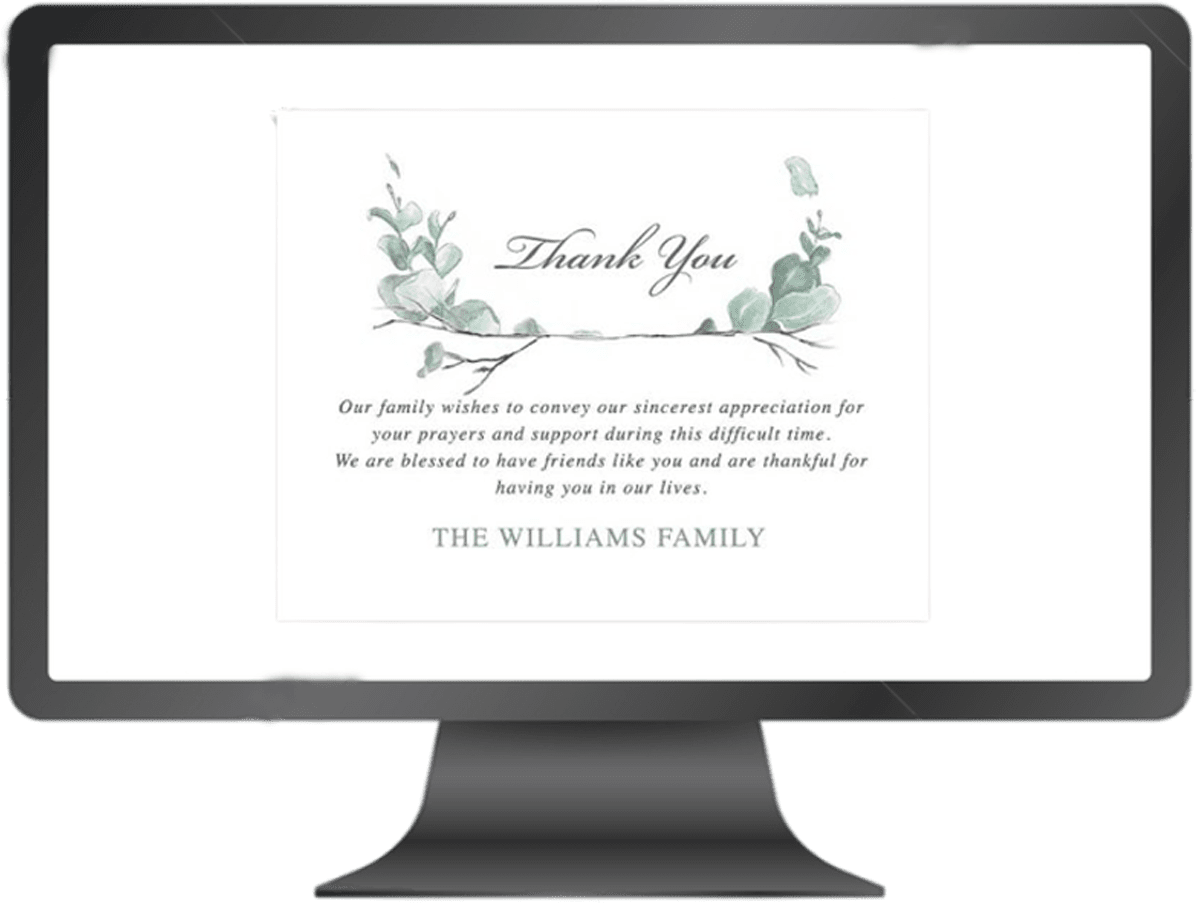 Thank You
Our family wishes to convey our sincerest appreciation for
your prayers and support during this difficult time.
We are blessed to have friends like you and are thankful for
having you in our lives.
THE WILLIAMS FAMILY